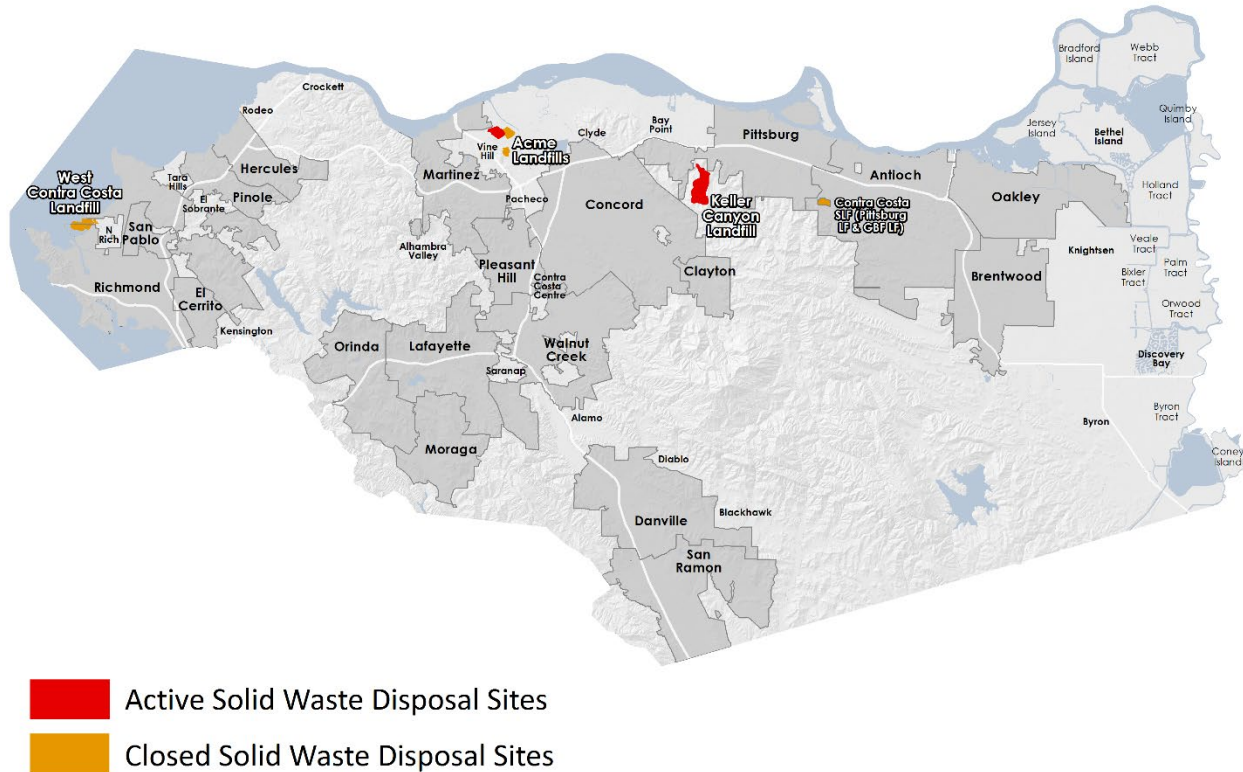 Bradford
Island
Webb
Tract
Crockett
Rodeo
Quimby
Island
Jersey
Island
Bethel
Island
Bay
Point
Clyde
Pittsburg
Vine
Hill
Acme
Landfills
West
Contra Costa
Landfill
Tara
Hills
Hercules
Martinez
Antioch
El
Sobrante
Pinole
Oakley
Holland
Tract
Pacheco
Concord
Keller
Canyon
Landfill
Contra Costa
SLF (Pittsburg
LF & GBF LF)
N
Rich
San
Pablo
Alhambra
Valley
Knightsen
Veale
Tract
Pleasant
Hill
Clayton
Palm
Tract
Bixler
Tract
Brentwood
Contra
Costa
Centre
Richmond
El
Cerrito
Orwood
Tract
Kensington
Orinda
Lafayette
Walnut
Creek
Discovery
Bay
Saranap
Alamo
Byron
Tract
Byron
Moraga
Coney
Island
Diablo
Danville
Blackhawk
San
Ramon
Active Solid Waste Disposal Sites
Closed Solid Waste Disposal Sites